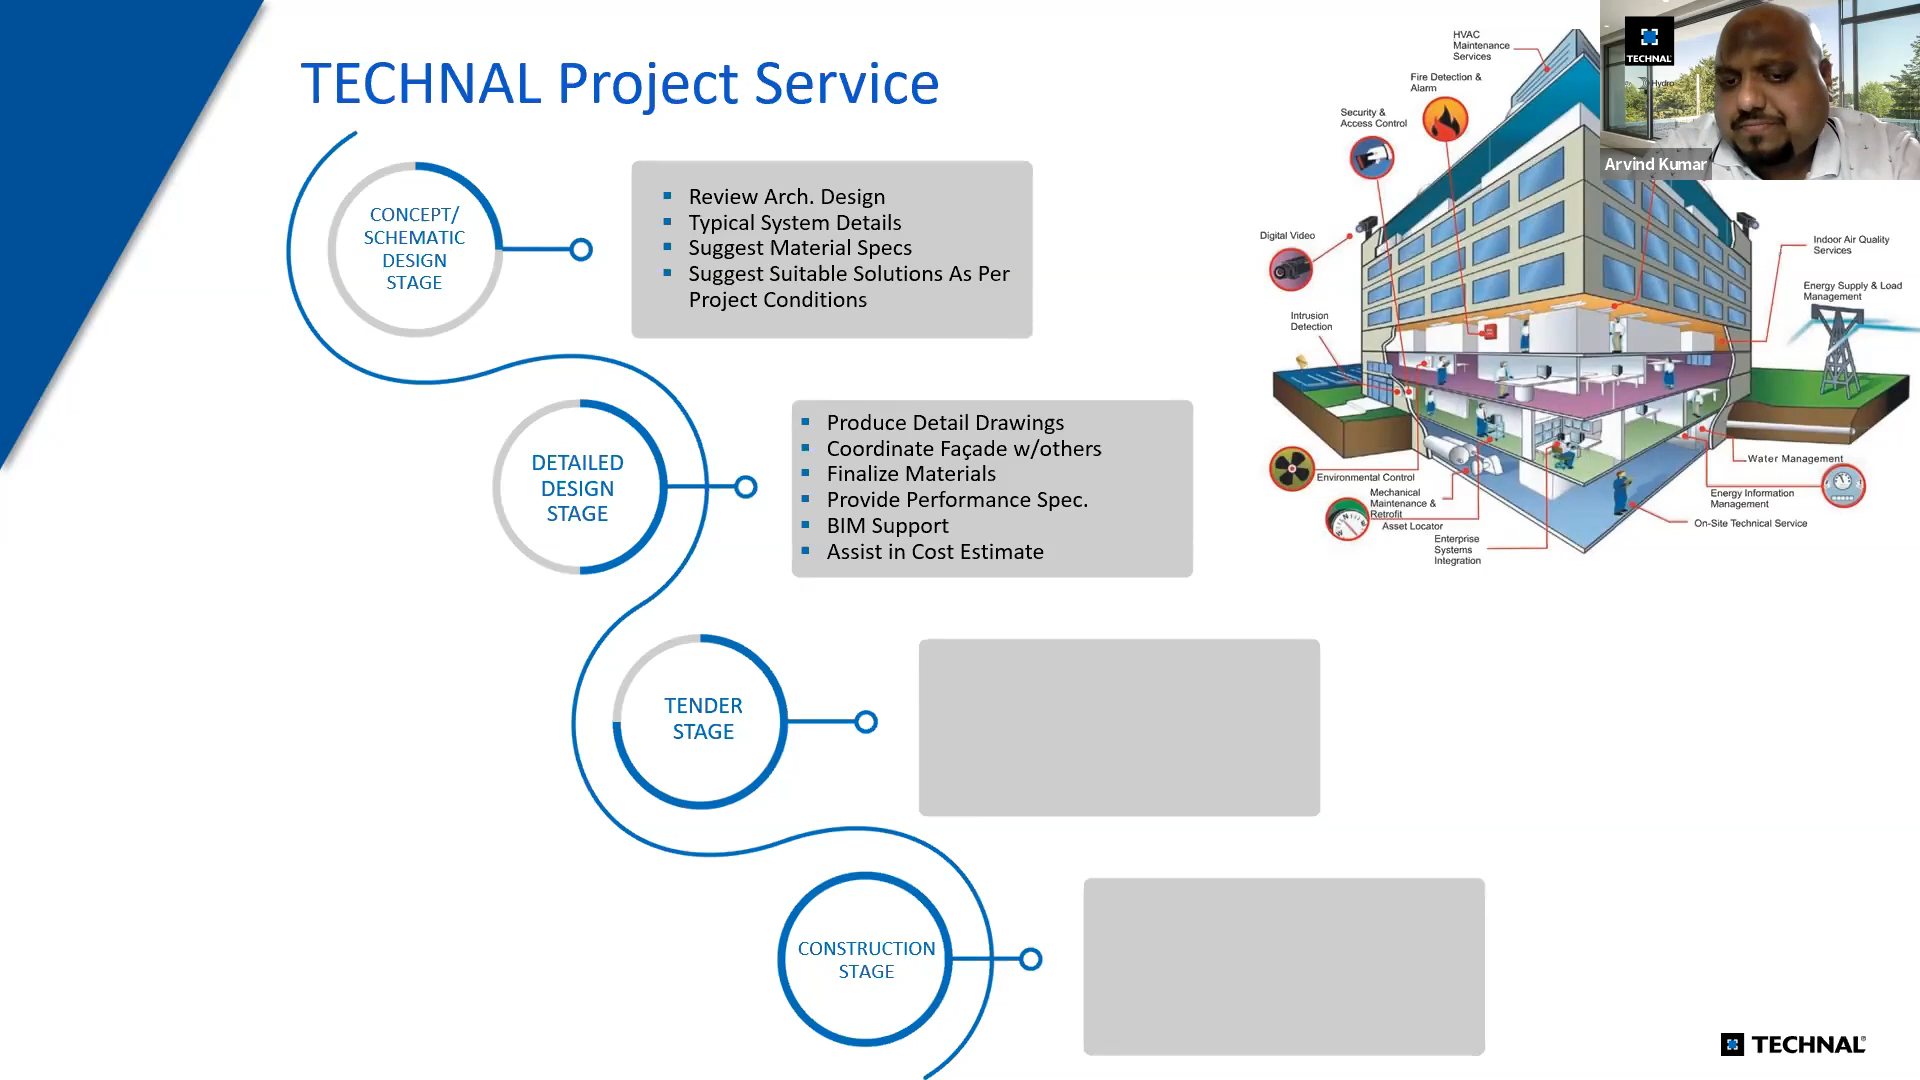 TECHNAL Project Service
CONCEPT/
SCHEMATIC
DESIGN
STAGE
Review Arch. Design
Typical System Details
Suggest Material Specs
Suggest Suitable Solutions As Per
Project Conditions
DETAILED
DESIGN
STAGE
Produce Detail Drawings
Coordinate Façade w/others
Finalize Materials
Provide Performance Spec.
BIM Support
Assist in Cost Estimate
TENDER
STAGE
CONSTRUCTION
STAGE
HVAC
Maintenance
Services
Fire Detection &
Alarm
Security &
Access Control
Digital Video
Intrusion
Detection
Indoor Air Quality
Services
Energy Supply & Load
Management
Environmental Control
Mechanical
Maintenance &
Retrofit
Asset Locator
Enterprise
Systems
Integration
Water Management
Energy Information
Management
On-Site Technical Service
TECHNAL
Hydro
Arvind Kumar
TECHNAL®